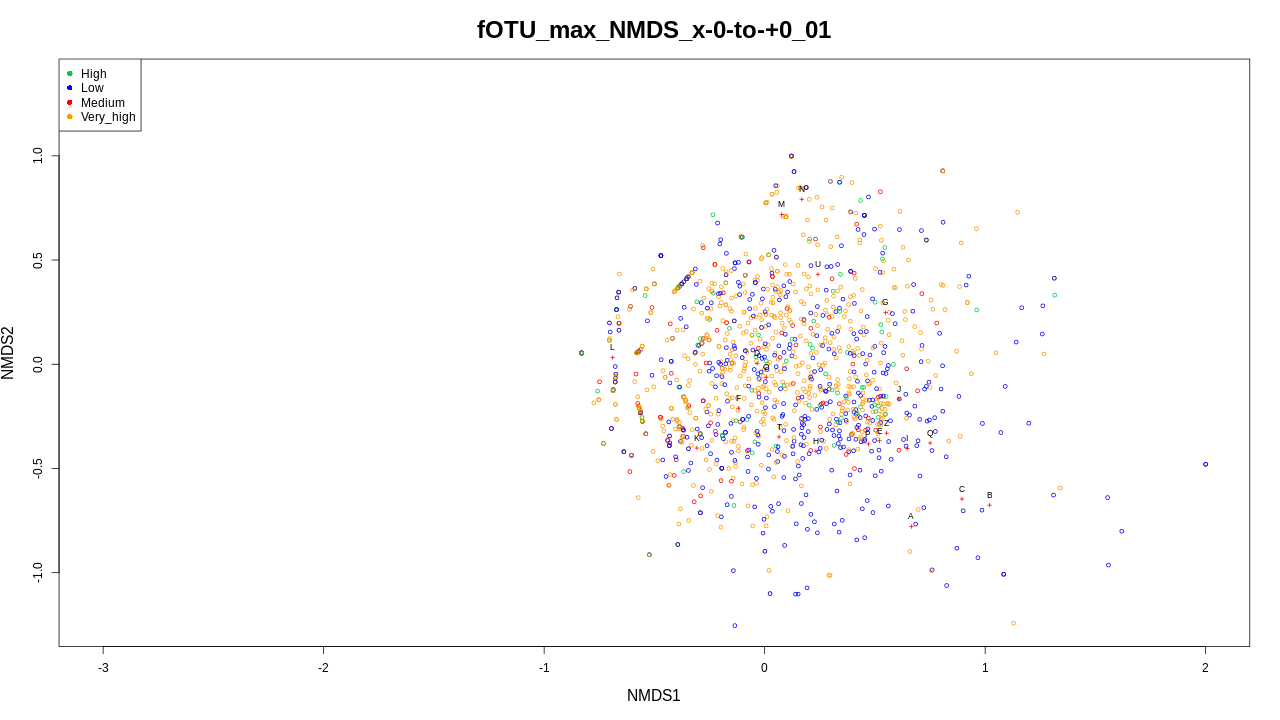 fOTU_max_NMDS_x-0-to-+0_01
High
Low
Medium
Very_high
NMDS2
1.0
0.5
0.0
-0.5
-1.0
N
M
U
G
L
J
F
T
K
H
E
Z
I
Q
C
B
A
-3
-2
-1
0
1
2
NMDS1